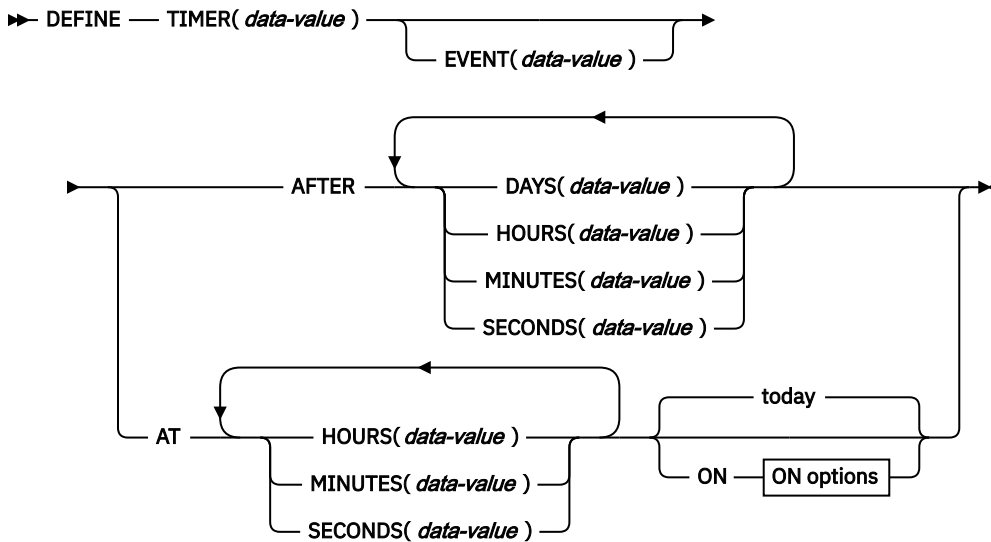 DEFINE TIMER( data-value )
EVENT( data-value )
AFTER DAYS( data-value )
HOURS( data-value )
MINUTES( data-value )
SECONDS( data-value )
today
AT HOURS( data-value )
ON ON options
MINUTES( data-value )
SECONDS( data-value )